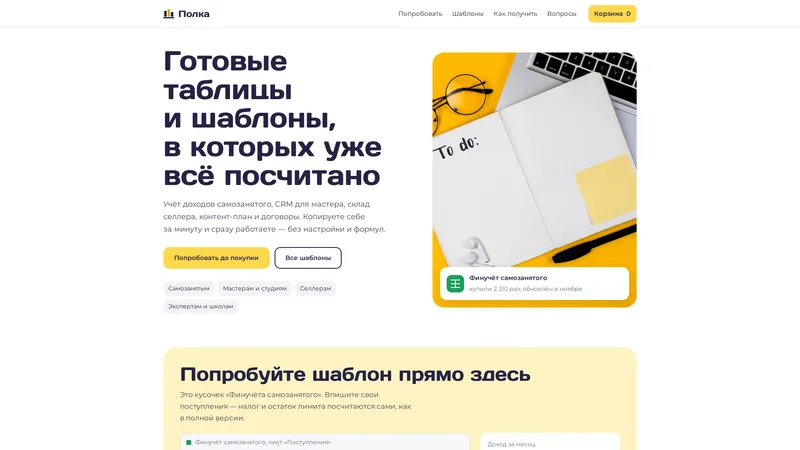 Полка
Попробовать
Шаблоны
Как получить
Вопросы
Корзина 0
Готовые
таблицы
и шаблоны,
в которых уже
всё посчитано
Учёт доходов самозанятого, CRM для мастера, склад
селлера, контент-план и договоры. Копируете себе
за минуту и сразу работаете — без настройки и формул.
Попробовать до покупки
Все шаблоны
Самозанятым
Мастерам и студиям
Селлерам
Экспертам и школам
To do:
Финучёт самозанятого
купили 2 310 раз, обновлён в ноябре
Попробуйте шаблон прямо здесь
Это кусочек «Финучёта самозанятого». Впишите свои
поступления — налог и остаток лимита посчитаются сами, как
в полной версии.
Финучёт самозанятого, лист «Поступления»
Доход за месяц